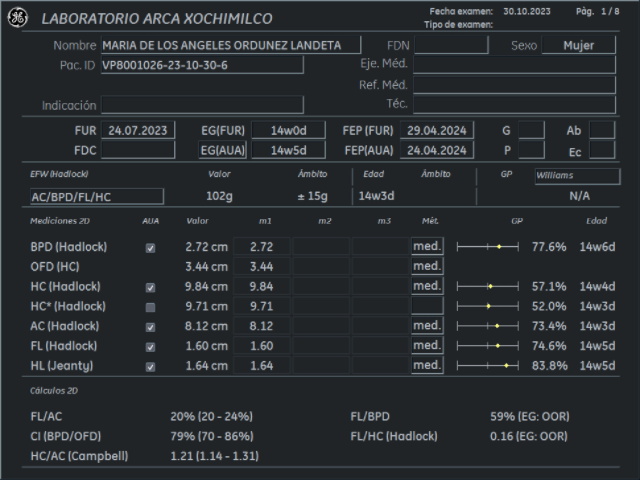 Fecha examen: 30.10.2023 Pàg. 1 / 8
LABORATORIO ARCA XOCHIMILCO
Tipo de examen:
Nombre MARIA DE LOS ANGELES ORDUNEZ LANDETA FDN Sexo Mujer
Pac. ID VPB001026-23-10-30-6 Eje. Méd.
Ref. Méd.
Indicación Téc.
FUR 24.07.2023 EG(FUR) 14w0d FEP (FUR) 29.04.2024 G Ab
FDC EG(AUA) 14w5d FEP(AUA) 24.04.2024 P Ec
EFW (Hadlock) Valor Ámbito Edad Ámbito GP Williams
AC/BPD/FL/HC 102g ± 15g 14w3d N/A
Mediciones 2D AUA Valor m1 m2 m3 Mét. GP Edad
BPD (Hadlock) 2.72 cm 2.72 med. 77.6% 14w6d
OFD (HC) 3.44 cm 3.44
HC (Hadlock) 9.84 cm 9.84 med. 57.1% 14w4d
HC* (Hadlock) 9.71 cm 9.71 52.0% 14w3d
AC (Hadlock) 8.12 cm 8.12 med. 73.4% 14w5d
FL (Hadlock) 1.60 cm 1.60 med. 74.6% 14w5d
HL (Jeanty) 1.64 cm 1.64 med. 83.8% 14w5d
Cálculos 2D
FL/AC 20% (20 - 24%) FL/BPD 59% (EG: OOR)
CI (BPD/OFD) 79% (70 - 86%) FL/HC (Hadlock) 0.16 (EG: OOR)
HC/AC (Campbell) 1.21 (1.14 - 1.31)